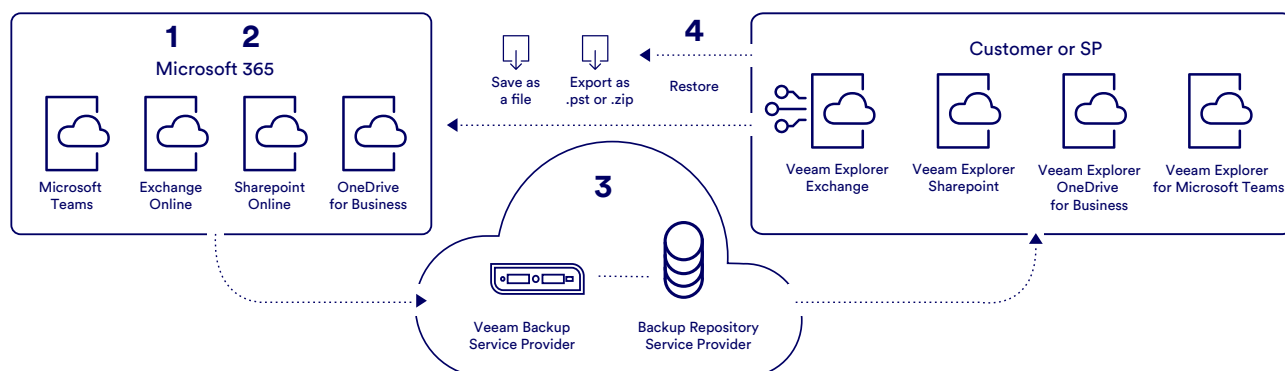 1 2
Microsoft 365
Microsoft
Teams
Exchange
Online
Sharepoint
Online
OneDrive
for Business
Save as
a file
Export as
.pst or .zip
4
Restore
Customer or SP
Veeam Explorer
Exchange
Veeam Explorer
Sharepoint
Veeam Explorer
OneDrive
for Business
Veeam Explorer
for Microsoft Teams
3
Veeam Backup
Service Provider
Backup Repository
Service Provider